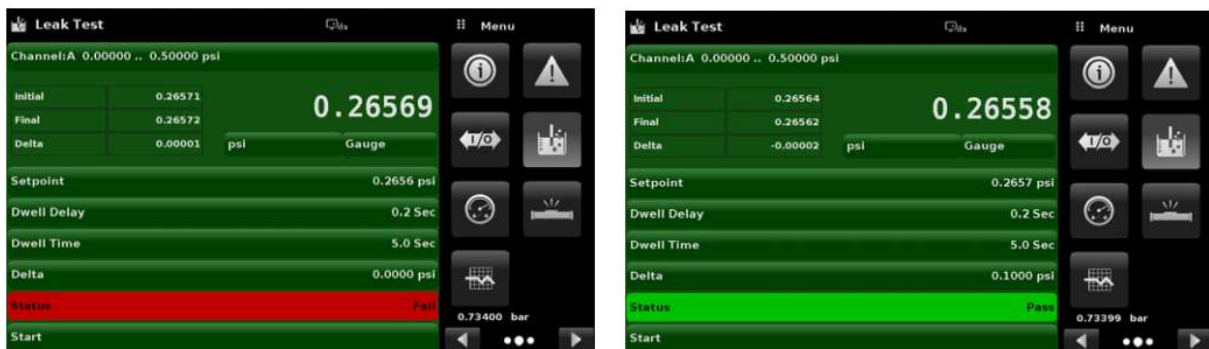 Leak Test
Menu
Channel:A 0.00000 .. 0.50000 psi
Initial 0.26571
0.26569
Final 0.26572
Delta 0.00001
psi Gauge
Setpoint 0.2656 psi
Dwell Delay 0.2 Sec
Dwell Time 5.0 Sec
Delta 0.0000 psi
Status Fail
0.73400 bar
Start
Leak Test
Menu
Channel:A 0.00000 .. 0.50000 psi
Initial 0.26564
0.26558
Final 0.26562
Delta -0.00002
psi Gauge
Setpoint 0.2657 psi
Dwell Delay 0.2 Sec
Dwell Time 5.0 Sec
Delta 0.1000 psi
Status Pass
0.73399 bar
Start